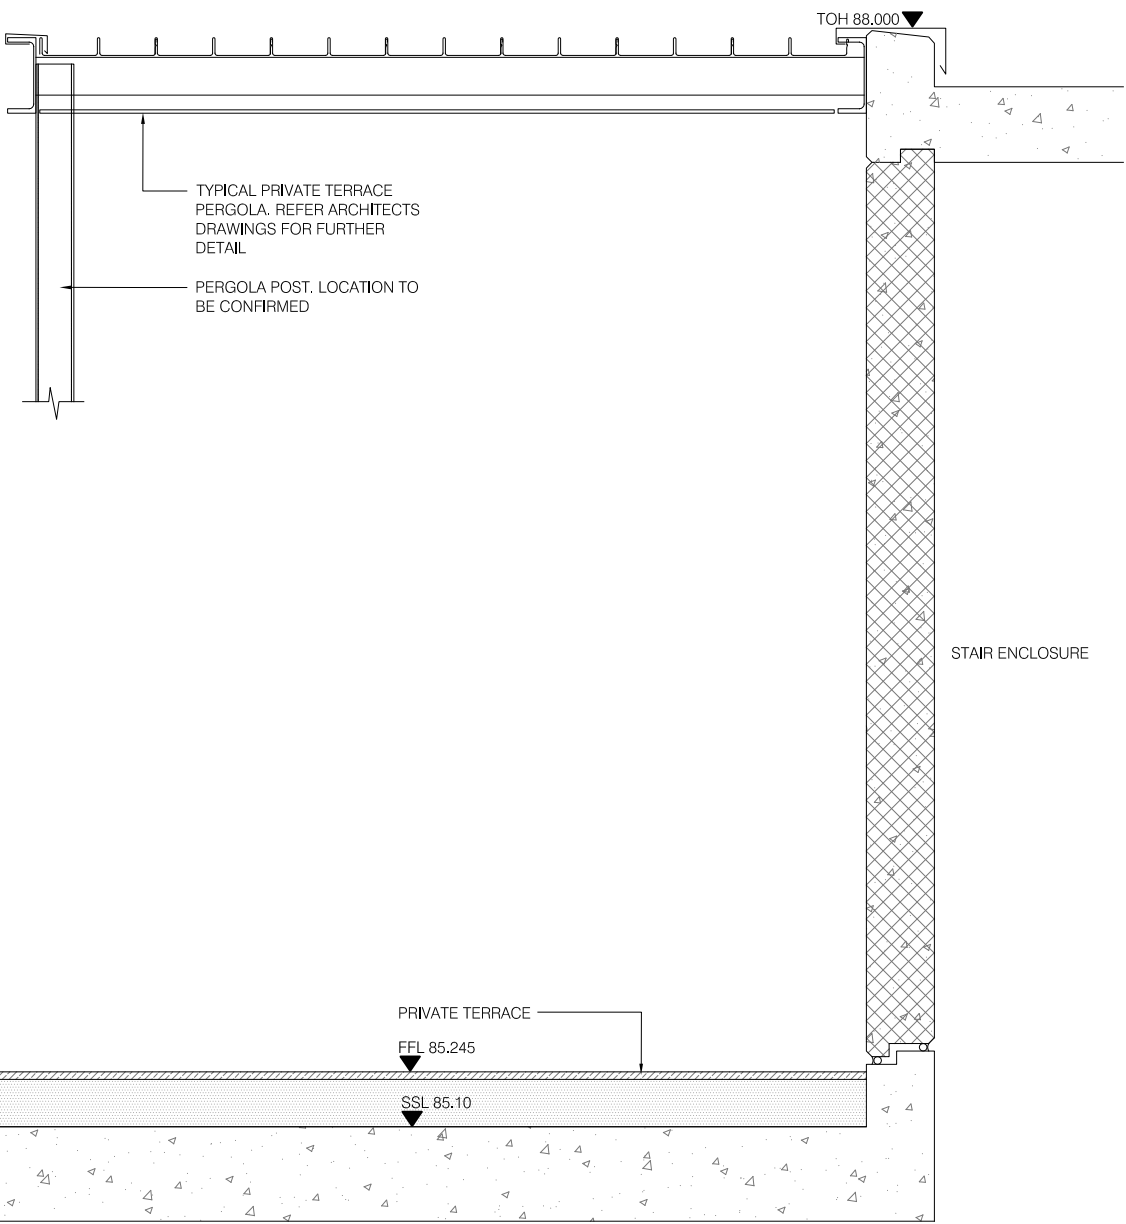 TOH 88.000
TYPICAL PRIVATE TERRACE
PERGOLA. REFER ARCHITECTS
DRAWINGS FOR FURTHER
DETAIL
PERGOLA POST. LOCATION TO
BE CONFIRMED
STAIR ENCLOSURE
PRIVATE TERRACE
FFL 85.245
SSL 85.10